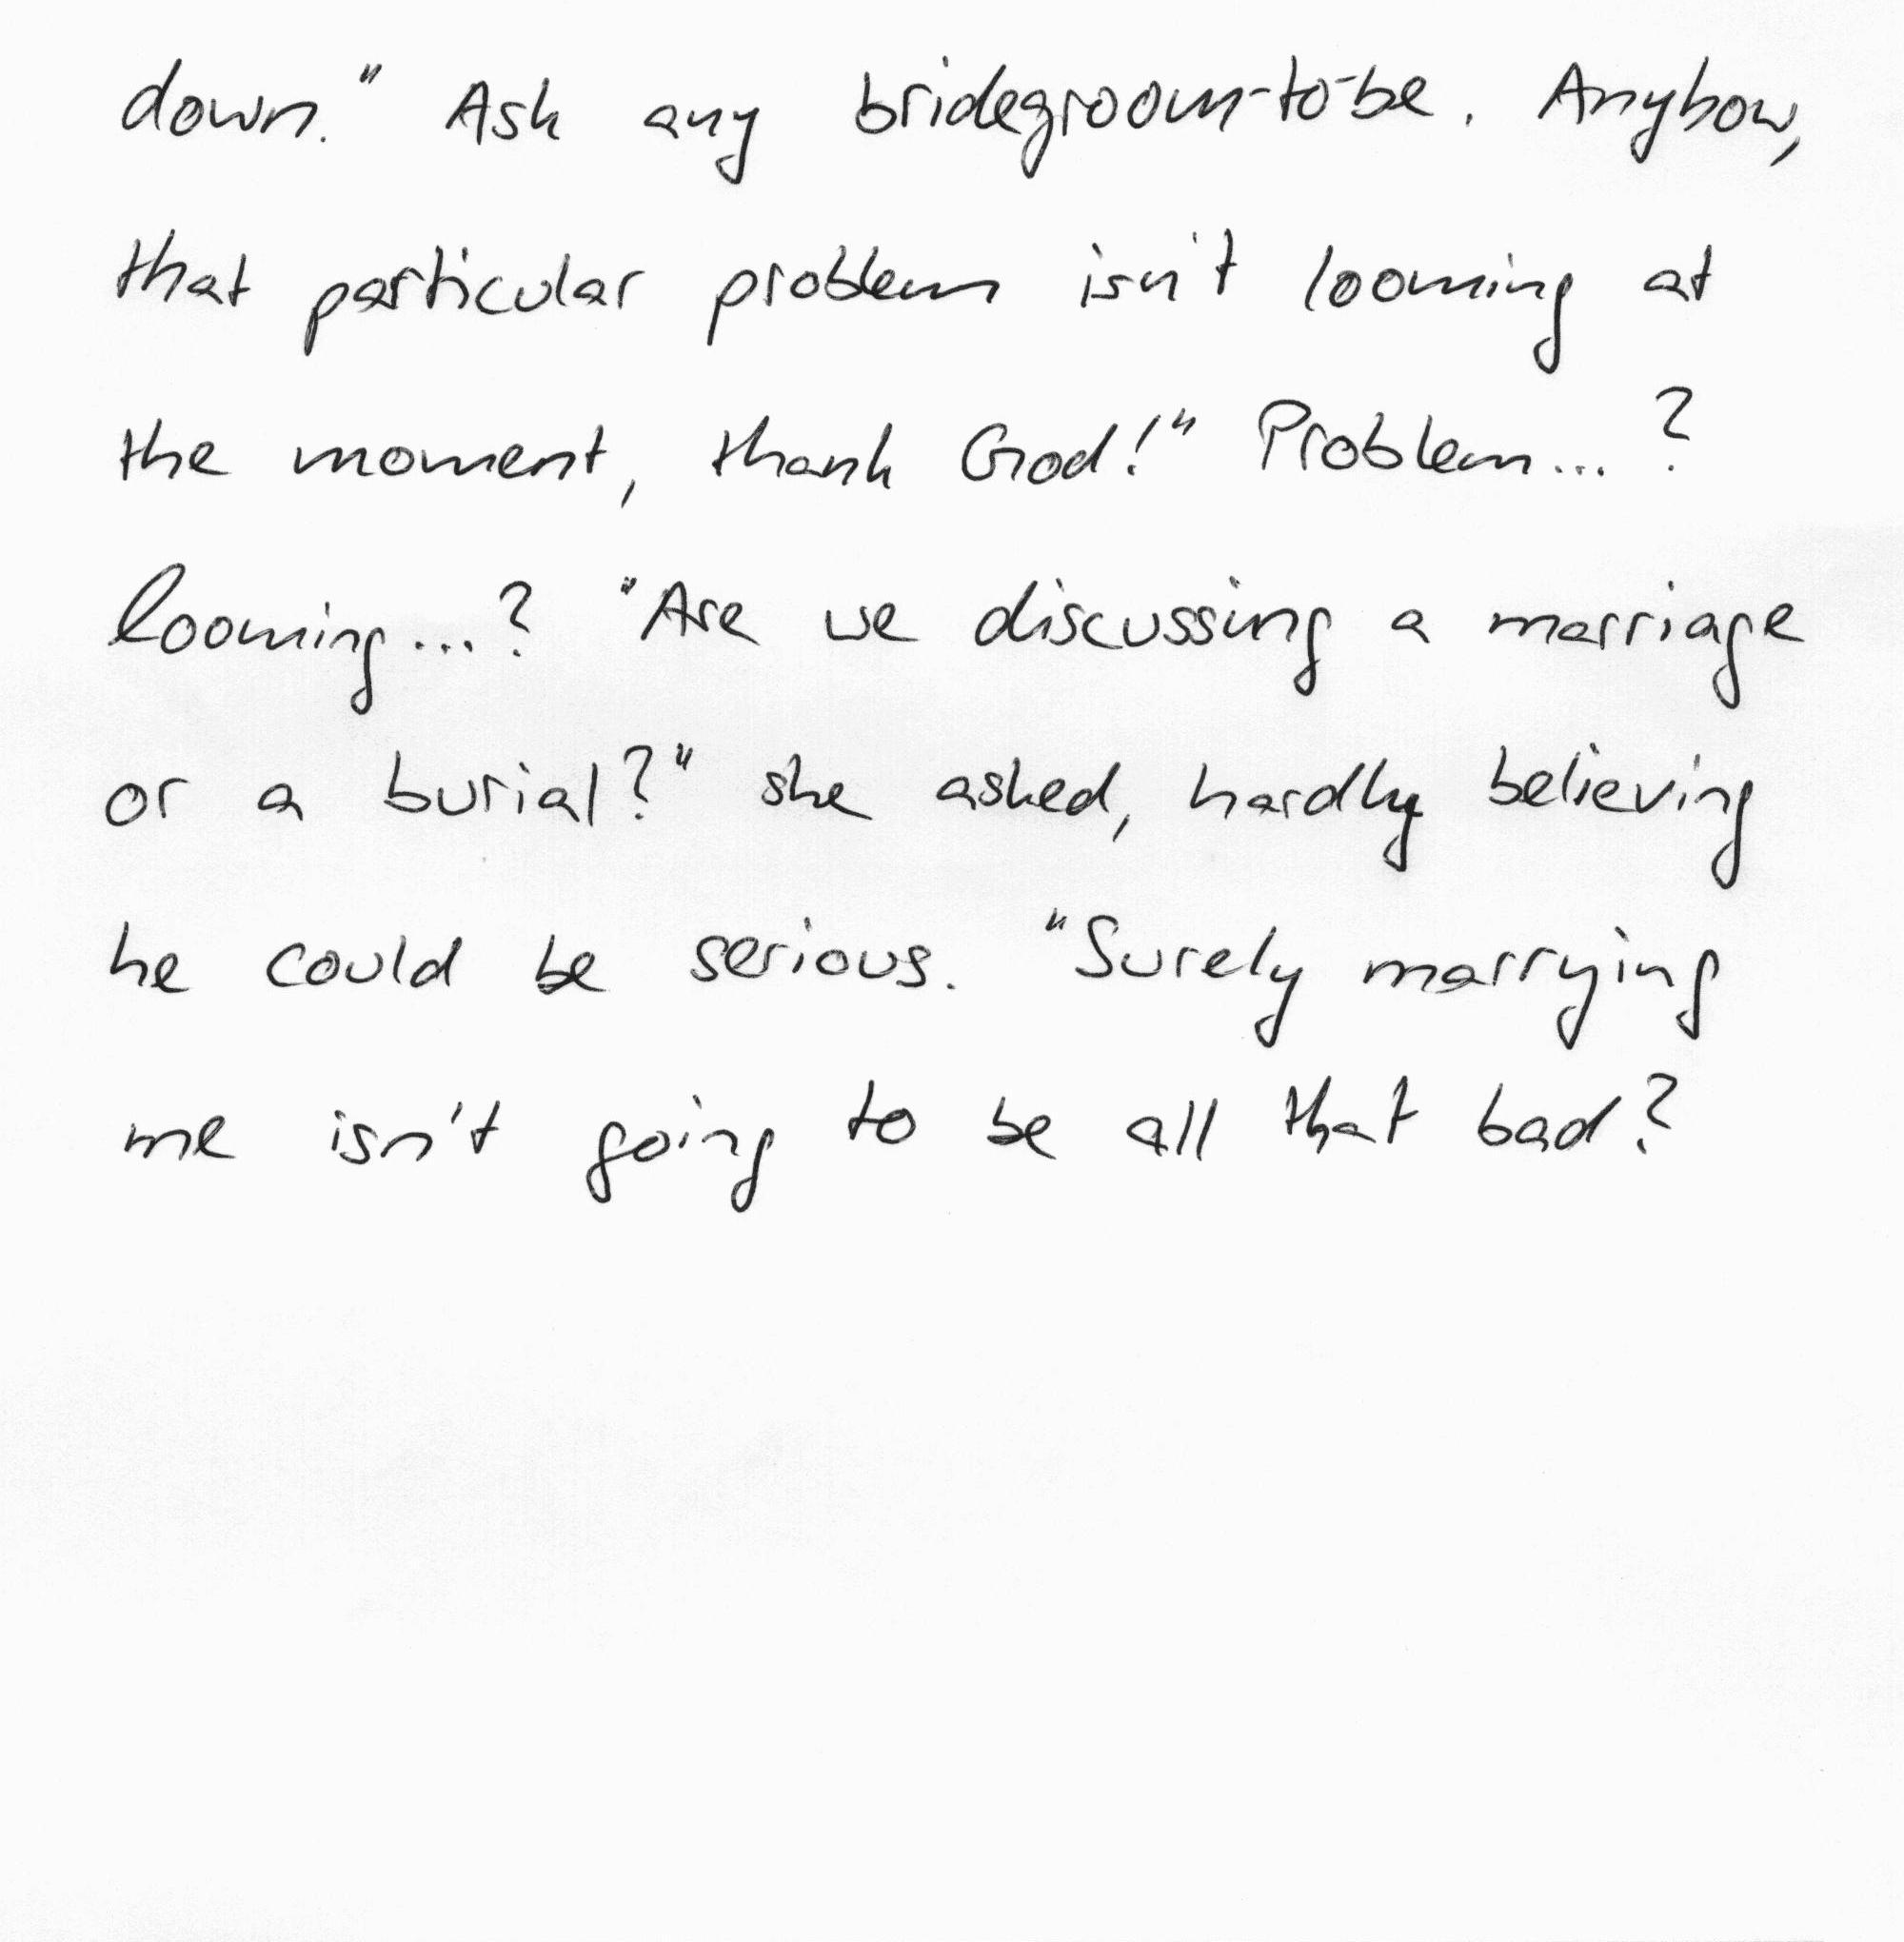 down." Ask any bridegroom-to-be. Anyhow,
that particular problem isn't looming at
the moment, thank God!" Problem...?
looming...? "Are we discussing a marriage
or a burial?" she asked, hardly believing
he could be serious. "Surely marrying
me isn't going to be all that bad?